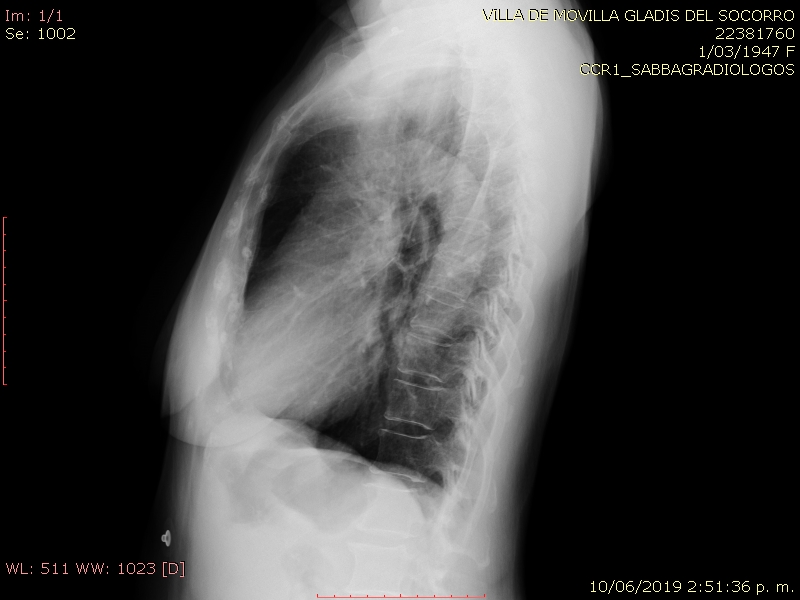 Im: 1/1
Se: 1002
VILLA DE MOVILLA GLADIS DEL SOCORRO
22381760
1/03/1947 F
CCR1_SABBAGRADIOLOGOS
WL: 511 WW: 1023 [D]
10/06/2019 2:51:36 p. m.